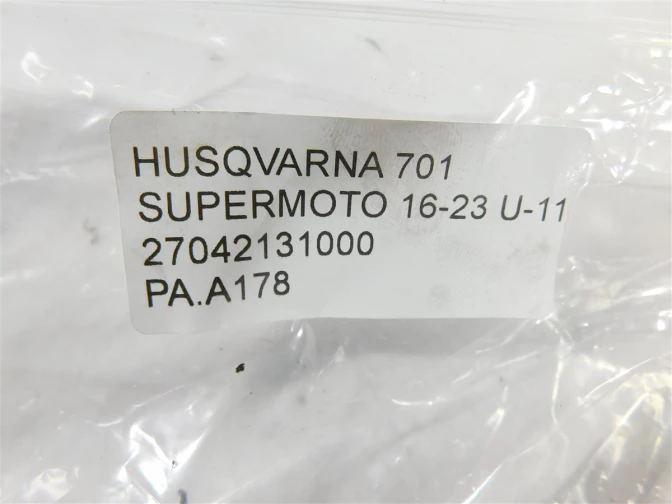 HUSQVARNA 701
SUPERMOTO 16-23 U-11
27042131000
PA.A178